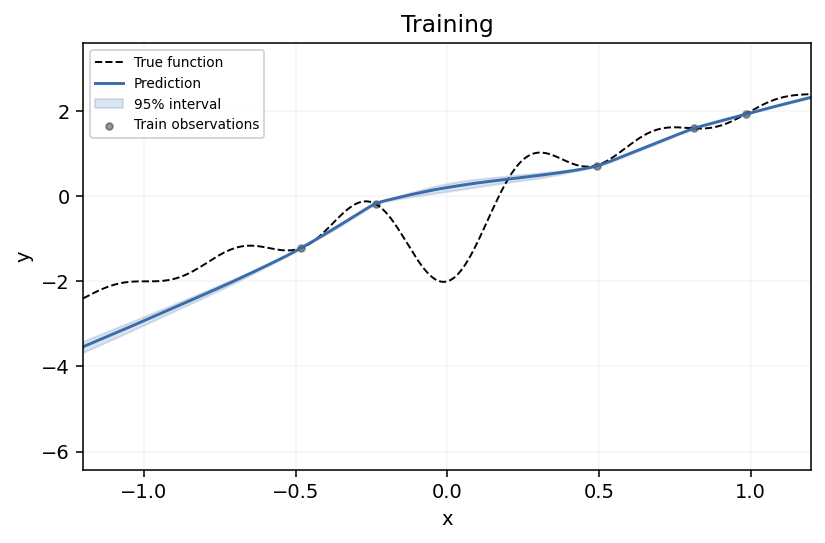 Training
True function
Prediction
95% interval
Train observations
2
0
−2
−4
−6
y
−1.0 −0.5 0.0 0.5 1.0
x